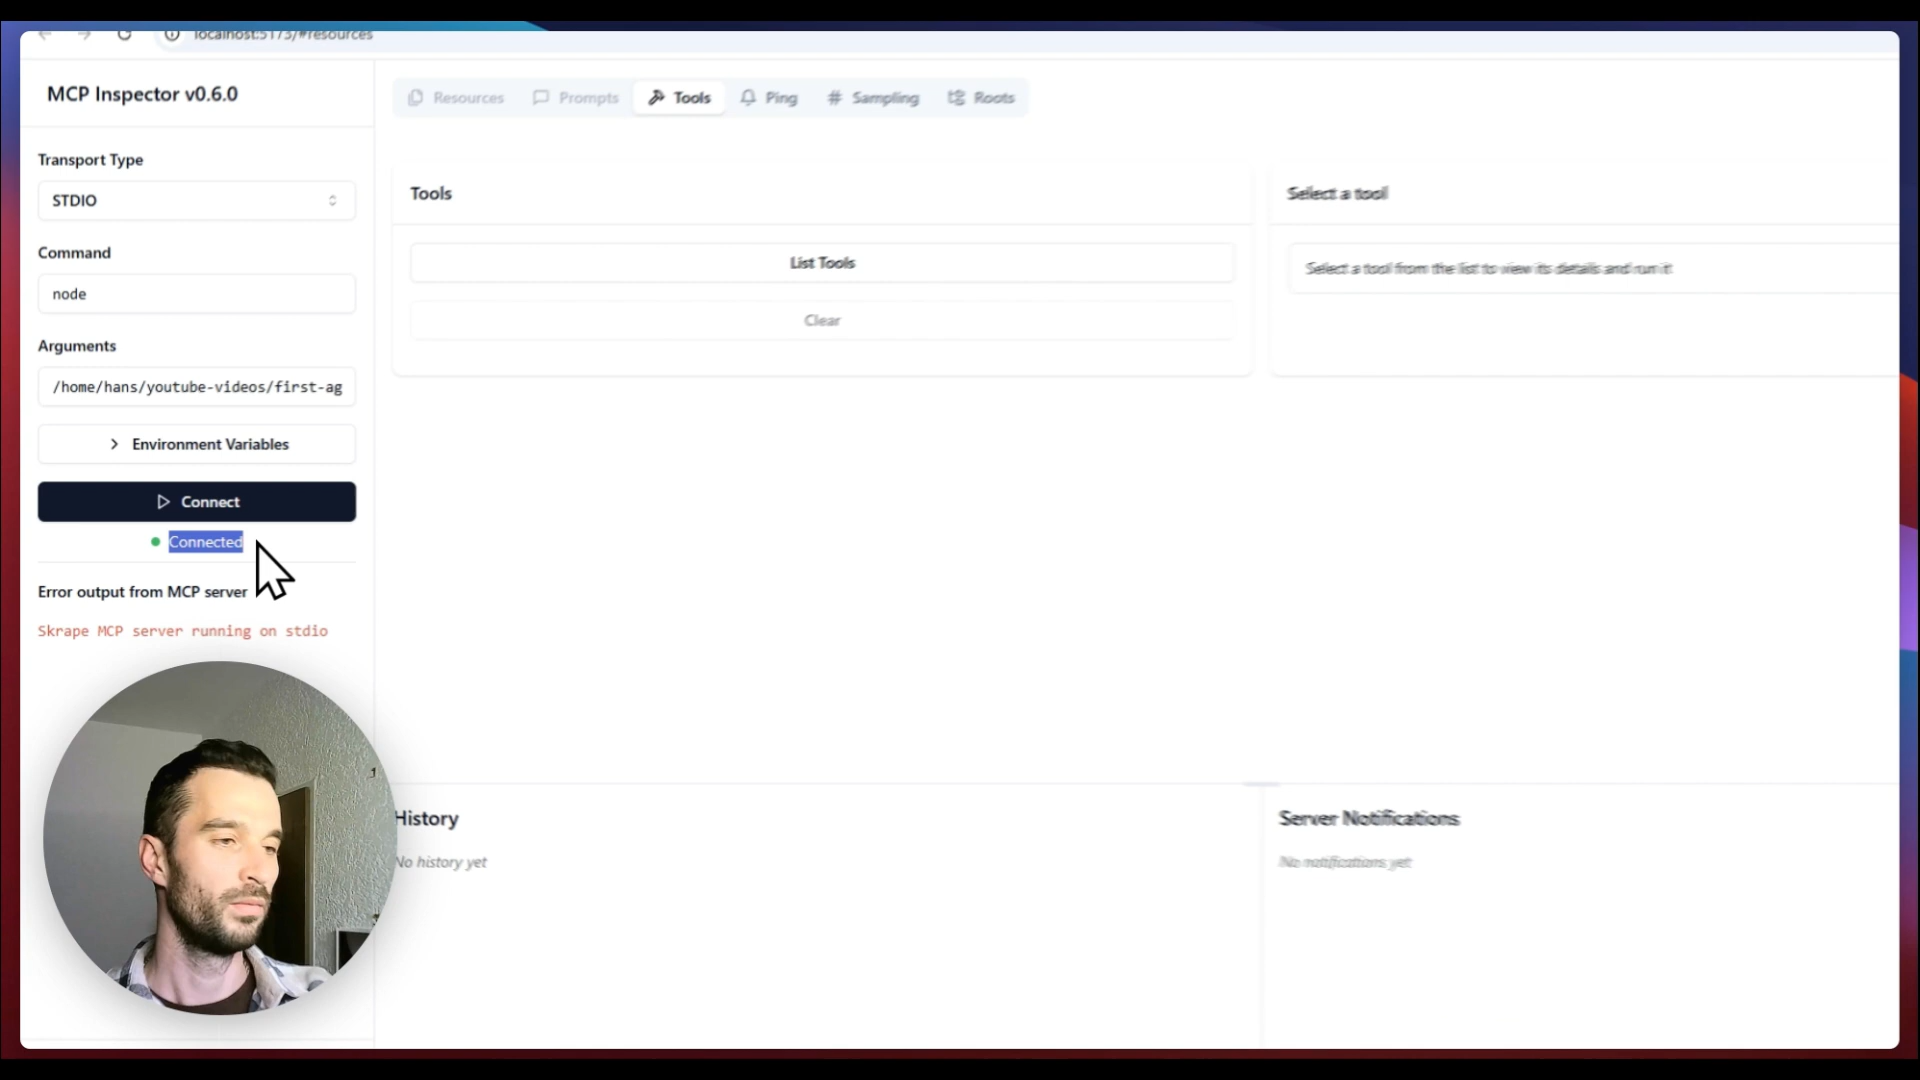 localhost:5173/#resources
MCP Inspector v0.6.0
Resources Prompts Tools Ping Sampling Roots
Transport Type
STDIO
Command
node
Arguments
/home/hans/youtube-videos/first-ag
Environment Variables
Connect
Connected
Error output from MCP server
Skrape MCP server running on stdio
Tools
List Tools
Clear
Select a tool
Select a tool from the list to view its details and run it
History
No history yet
Server Notifications
No notifications yet